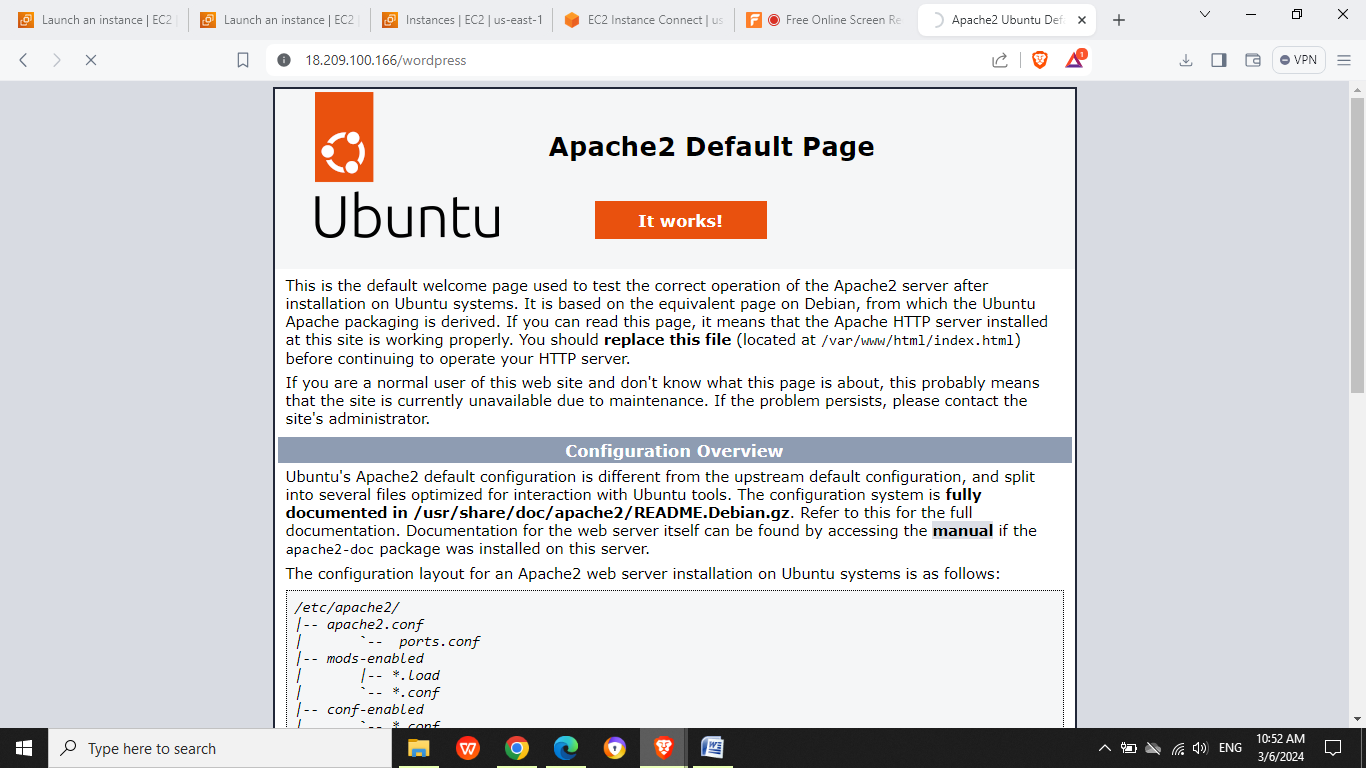 Launch an instance | EC2 |
Launch an instance | EC2 |
Instances | EC2 | us-east-1
EC2 Instance Connect | us
Free Online Screen Re
Apache2 Ubuntu Def
18.209.100.166/wordpress
1
VPN
Apache2 Default Page
Ubuntu
It works!
This is the default welcome page used to test the correct operation of the Apache2 server after
installation on Ubuntu systems. It is based on the equivalent page on Debian, from which the Ubuntu
Apache packaging is derived. If you can read this page, it means that the Apache HTTP server installed
at this site is working properly. You should replace this file (located at /var/www/html/index.html)
before continuing to operate your HTTP server.
If you are a normal user of this web site and don't know what this page is about, this probably means
that the site is currently unavailable due to maintenance. If the problem persists, please contact the
site's administrator.
Configuration Overview
Ubuntu's Apache2 default configuration is different from the upstream default configuration, and split
into several files optimized for interaction with Ubuntu tools. The configuration system is fully
documented in /usr/share/doc/apache2/README.Debian.gz. Refer to this for the full
documentation. Documentation for the web server itself can be found by accessing the manual if the
apache2-doc package was installed on this server.
The configuration layout for an Apache2 web server installation on Ubuntu systems is as follows:
/etc/apache2/
|-- apache2.conf
|       `--  ports.conf
|-- mods-enabled
|       |-- *.load
|       `-- *.conf
|-- conf-enabled
|       `-- *.conf
Type here to search
ENG
10:52 AM
3/6/2024